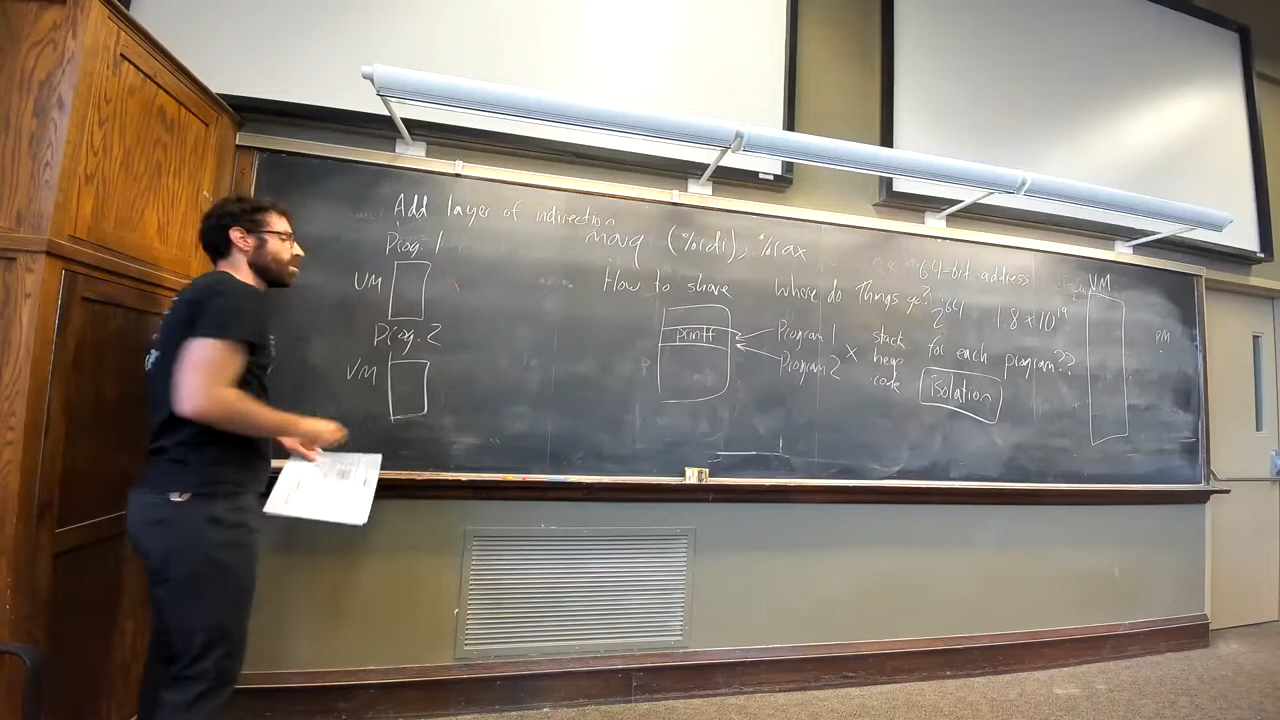 Add layer of indirection
Prog. 1
VM
Prog. 2
VM
movq (%rdi), %rax
How to share
printf
P
Where do things go?
Program 1
Program 2
x
stack
heap
code
64-bit address
2^64 1.8 x 10^19
for each program??
isolation
VM
PM